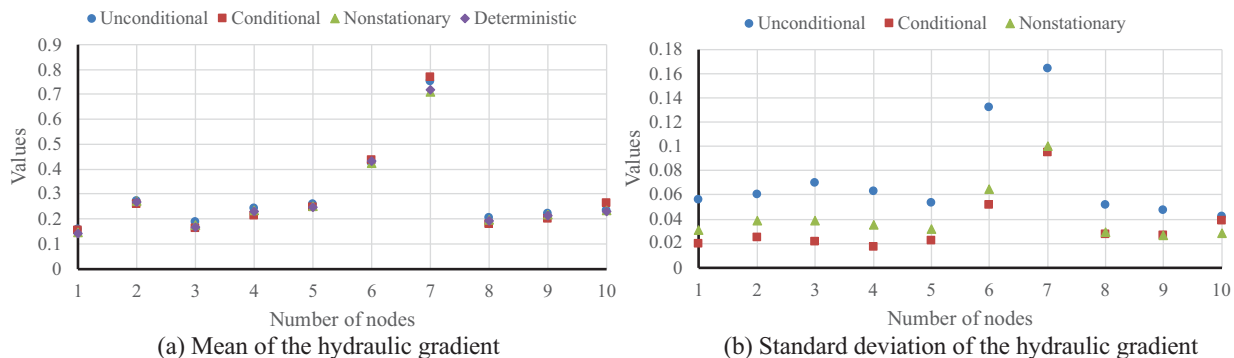 Unconditional Conditional Nonstationary Deterministic
0.9
0.8
0.7
0.6
0.5
0.4
0.3
0.2
0.1
0
Values
1 2 3 4 5 6 7 8 9 10
Number of nodes
(a) Mean of the hydraulic gradient
Unconditional Conditional Nonstationary
0.18
0.16
0.14
0.12
0.1
0.08
0.06
0.04
0.02
0
Values
1 2 3 4 5 6 7 8 9 10
Number of nodes
(b) Standard deviation of the hydraulic gradient